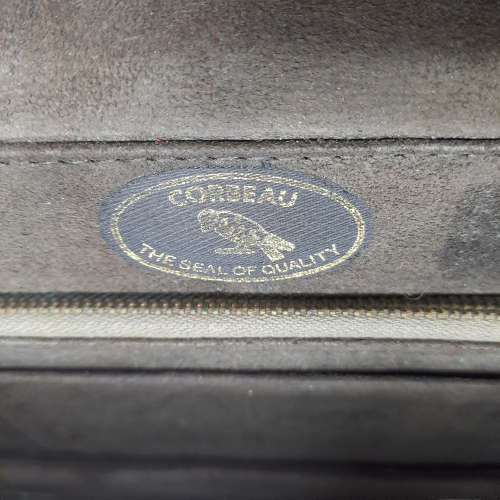 CORBEAU
THE SEAL OF QUALITY